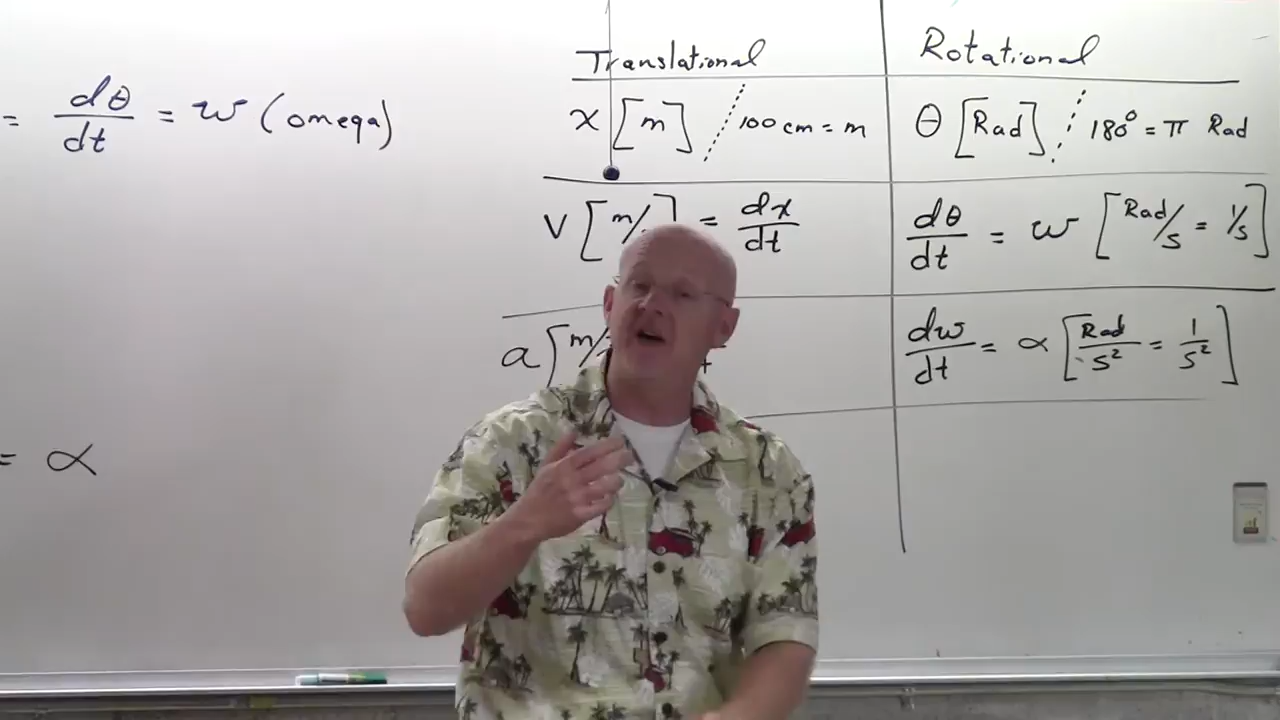 = dθ/dt = w (omega)
= α
Translational
x [m] / 100 cm = m
v [m/ ] = dx/dt
a [m/
Rotational
θ [Rad] / 180° = π Rad
dθ/dt = w [Rad/s = 1/s]
dw/dt = α [Rad/s² = 1/s²]